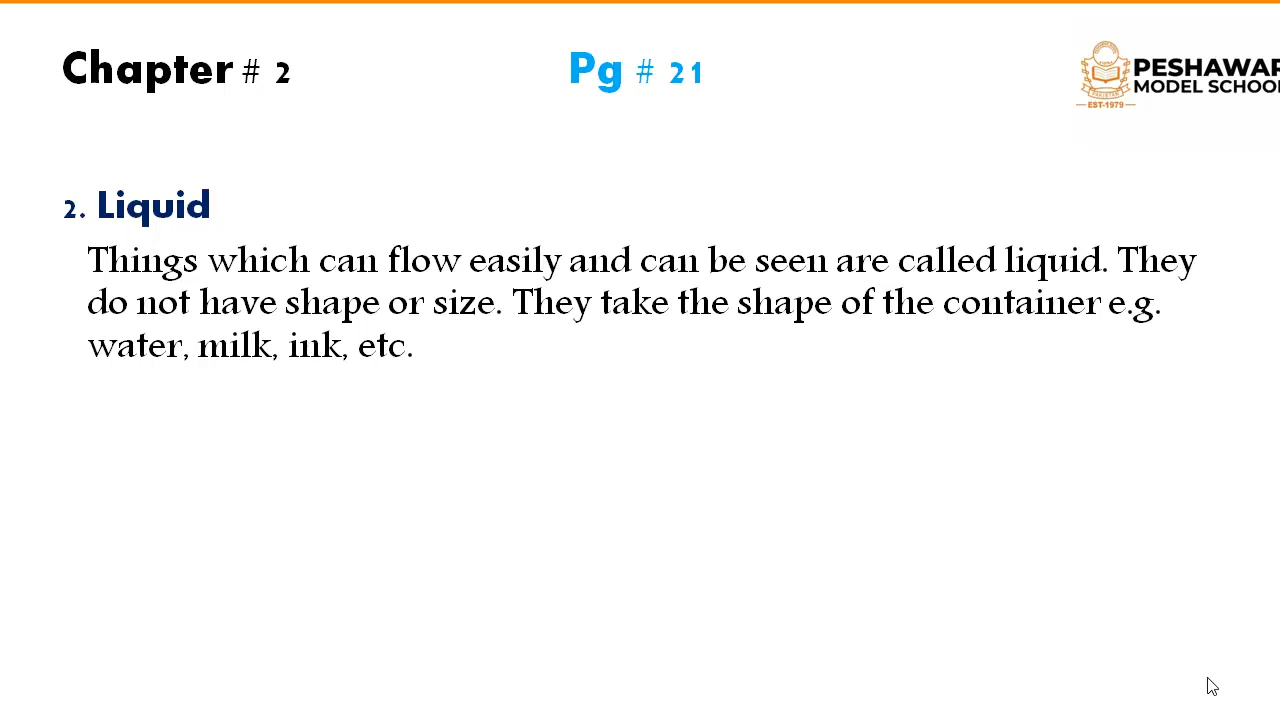 Chapter # 2
Pg # 21
PESHAWAR
MODEL SCHOOL
PAKISTAN
EST-1979
2. Liquid
Things which can flow easily and can be seen are called liquid. They
do not have shape or size. They take the shape of the container e.g.
water, milk, ink, etc.